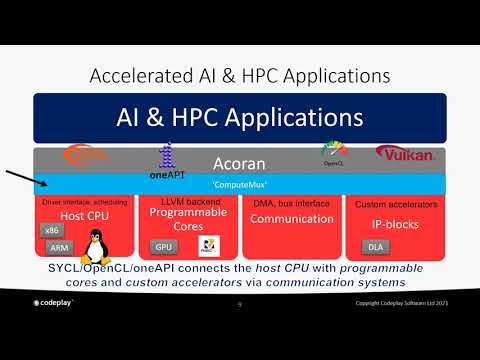 Accelerated AI & HPC Applications
AI & HPC Applications
oneAPI
Acoran
OpenCL
Vulkan
'ComputeMux'
Driver interface, scheduling
Host CPU
x86
ARM
LLVM backend
Programmable
Cores
GPU
DMA, bus interface
Communication
Custom accelerators
IP-blocks
DLA
SYCL/OpenCL/oneAPI connects the host CPU with programmable
cores and custom accelerators via communication systems
codeplay
9
Copyright Codeplay Software Ltd 2021